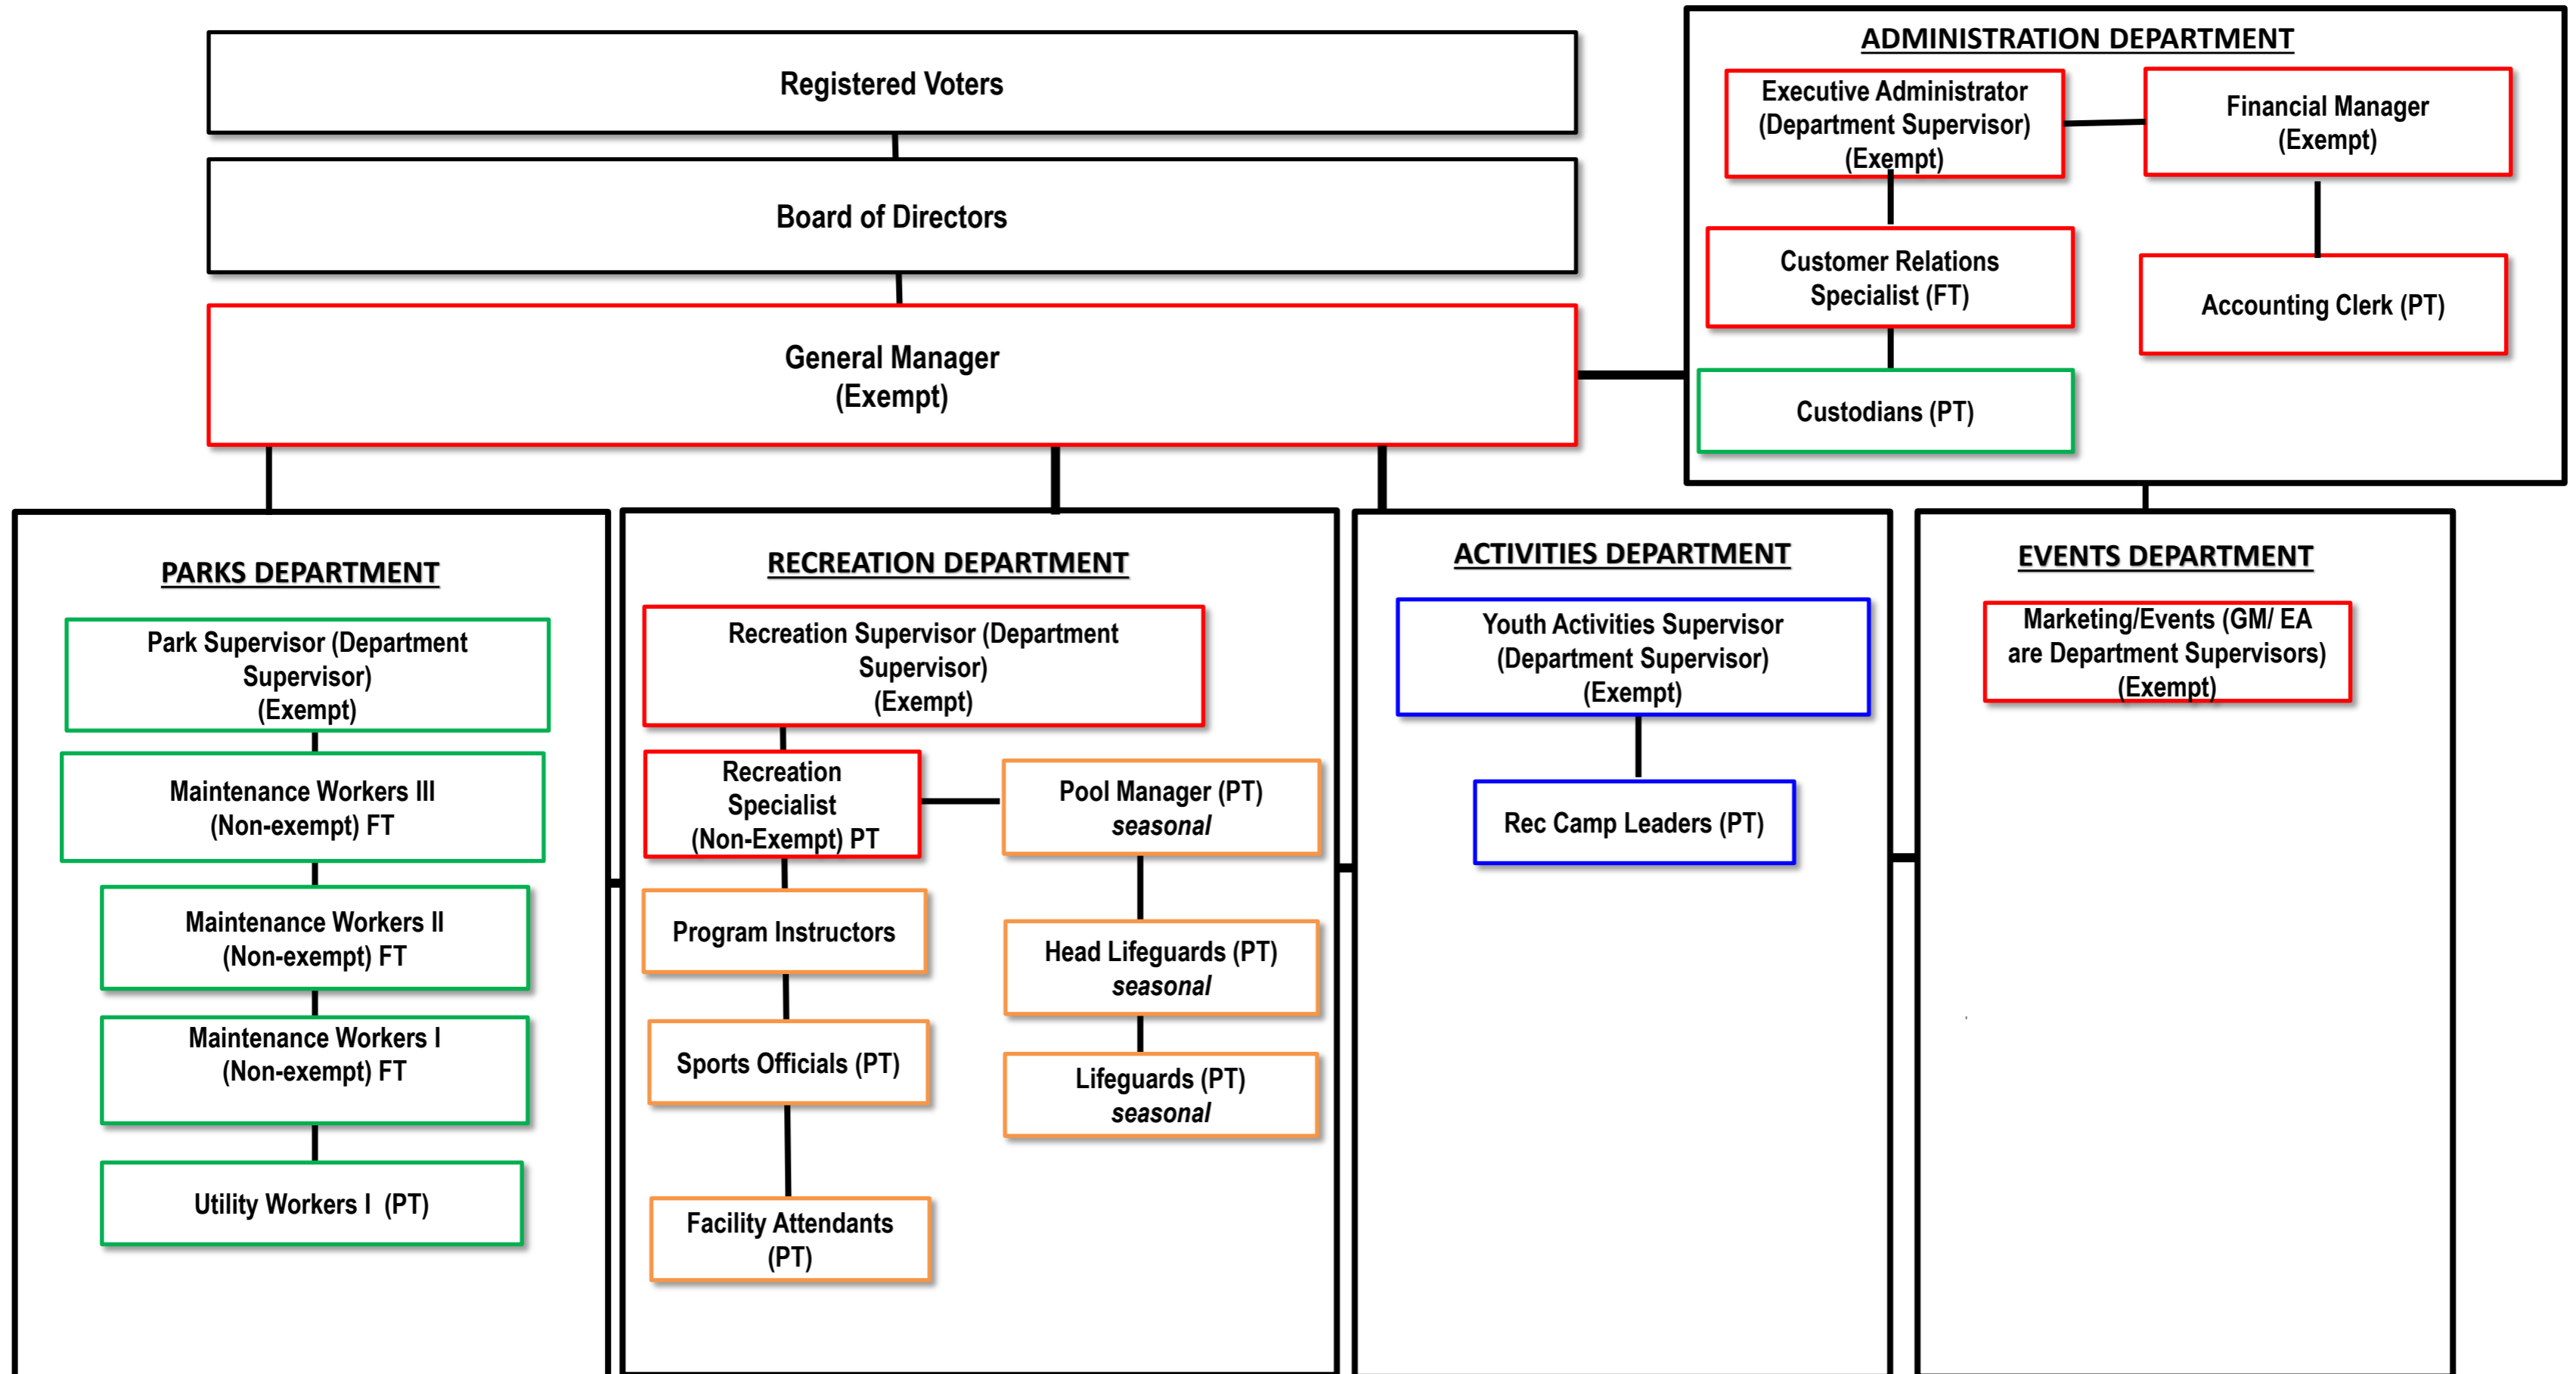 Registered Voters
Board of Directors
General Manager
(Exempt)
ADMINISTRATION DEPARTMENT
Executive Administrator
(Department Supervisor)
(Exempt)
Financial Manager
(Exempt)
Customer Relations
Specialist (FT)
Accounting Clerk (PT)
Custodians (PT)
PARKS DEPARTMENT
Park Supervisor (Department
Supervisor)
(Exempt)
Maintenance Workers III
(Non-exempt) FT
Maintenance Workers II
(Non-exempt) FT
Maintenance Workers I
(Non-exempt) FT
Utility Workers I (PT)
RECREATION DEPARTMENT
Recreation Supervisor (Department
Supervisor)
(Exempt)
Recreation
Specialist
(Non-Exempt) PT
Program Instructors
Sports Officials (PT)
Facility Attendants
(PT)
Pool Manager (PT)
seasonal
Head Lifeguards (PT)
seasonal
Lifeguards (PT)
seasonal
ACTIVITIES DEPARTMENT
Youth Activities Supervisor
(Department Supervisor)
(Exempt)
Rec Camp Leaders (PT)
EVENTS DEPARTMENT
Marketing/Events (GM/ EA
are Department Supervisors)
(Exempt)